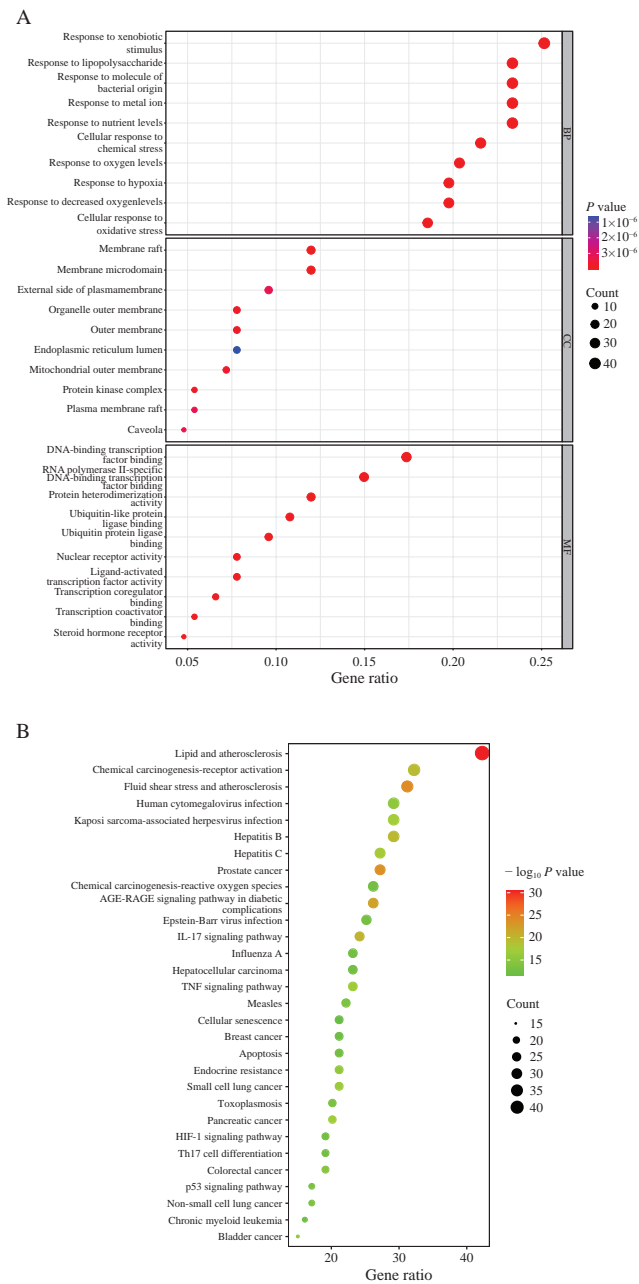 A
Response to xenobiotic
stimulus
Response to lipopolysaccharide
Response to molecule of
bacterial origin
Response to metal ion
Response to nutrient levels
Cellular response to
chemical stress
Response to oxygen levels
Response to hypoxia
Response to decreased oxygenlevels
Cellular response to
oxidative stress
BP
Membrane raft
Membrane microdomain
External side of plasmamembrane
Organelle outer membrane
Outer membrane
Endoplasmic reticulum lumen
Mitochondrial outer membrane
Protein kinase complex
Plasma membrane raft
Caveola
CC
DNA-binding transcription
factor binding
RNA polymerase II-specific
DNA-binding transcription
factor binding
Protein heterodimerization
activity
Ubiquitin-like protein
ligase binding
Ubiquitin protein ligase
binding
Nuclear receptor activity
Ligand-activated
transcription factor activity
Transcription coregulator
binding
Transcription coactivator
binding
Steroid hormone receptor
activity
MF
0.05 0.10 0.15 0.20 0.25
Gene ratio
P value
1×10⁻⁶
2×10⁻⁶
3×10⁻⁶
Count
10
20
30
40
B
Lipid and atherosclerosis
Chemical carcinogenesis-receptor activation
Fluid shear stress and atherosclerosis
Human cytomegalovirus infection
Kaposi sarcoma-associated herpesvirus infection
Hepatitis B
Hepatitis C
Prostate cancer
Chemical carcinogenesis-reactive oxygen species
AGE-RAGE signaling pathway in diabetic
complications
Epstein-Barr virus infection
IL-17 signaling pathway
Influenza A
Hepatocellular carcinoma
TNF signaling pathway
Measles
Cellular senescence
Breast cancer
Apoptosis
Endocrine resistance
Small cell lung cancer
Toxoplasmosis
Pancreatic cancer
HIF-1 signaling pathway
Th17 cell differentiation
Colorectal cancer
p53 signaling pathway
Non-small cell lung cancer
Chronic myeloid leukemia
Bladder cancer
20 30 40
Gene ratio
− log₁₀ P value
30
25
20
15
Count
15
20
25
30
35
40